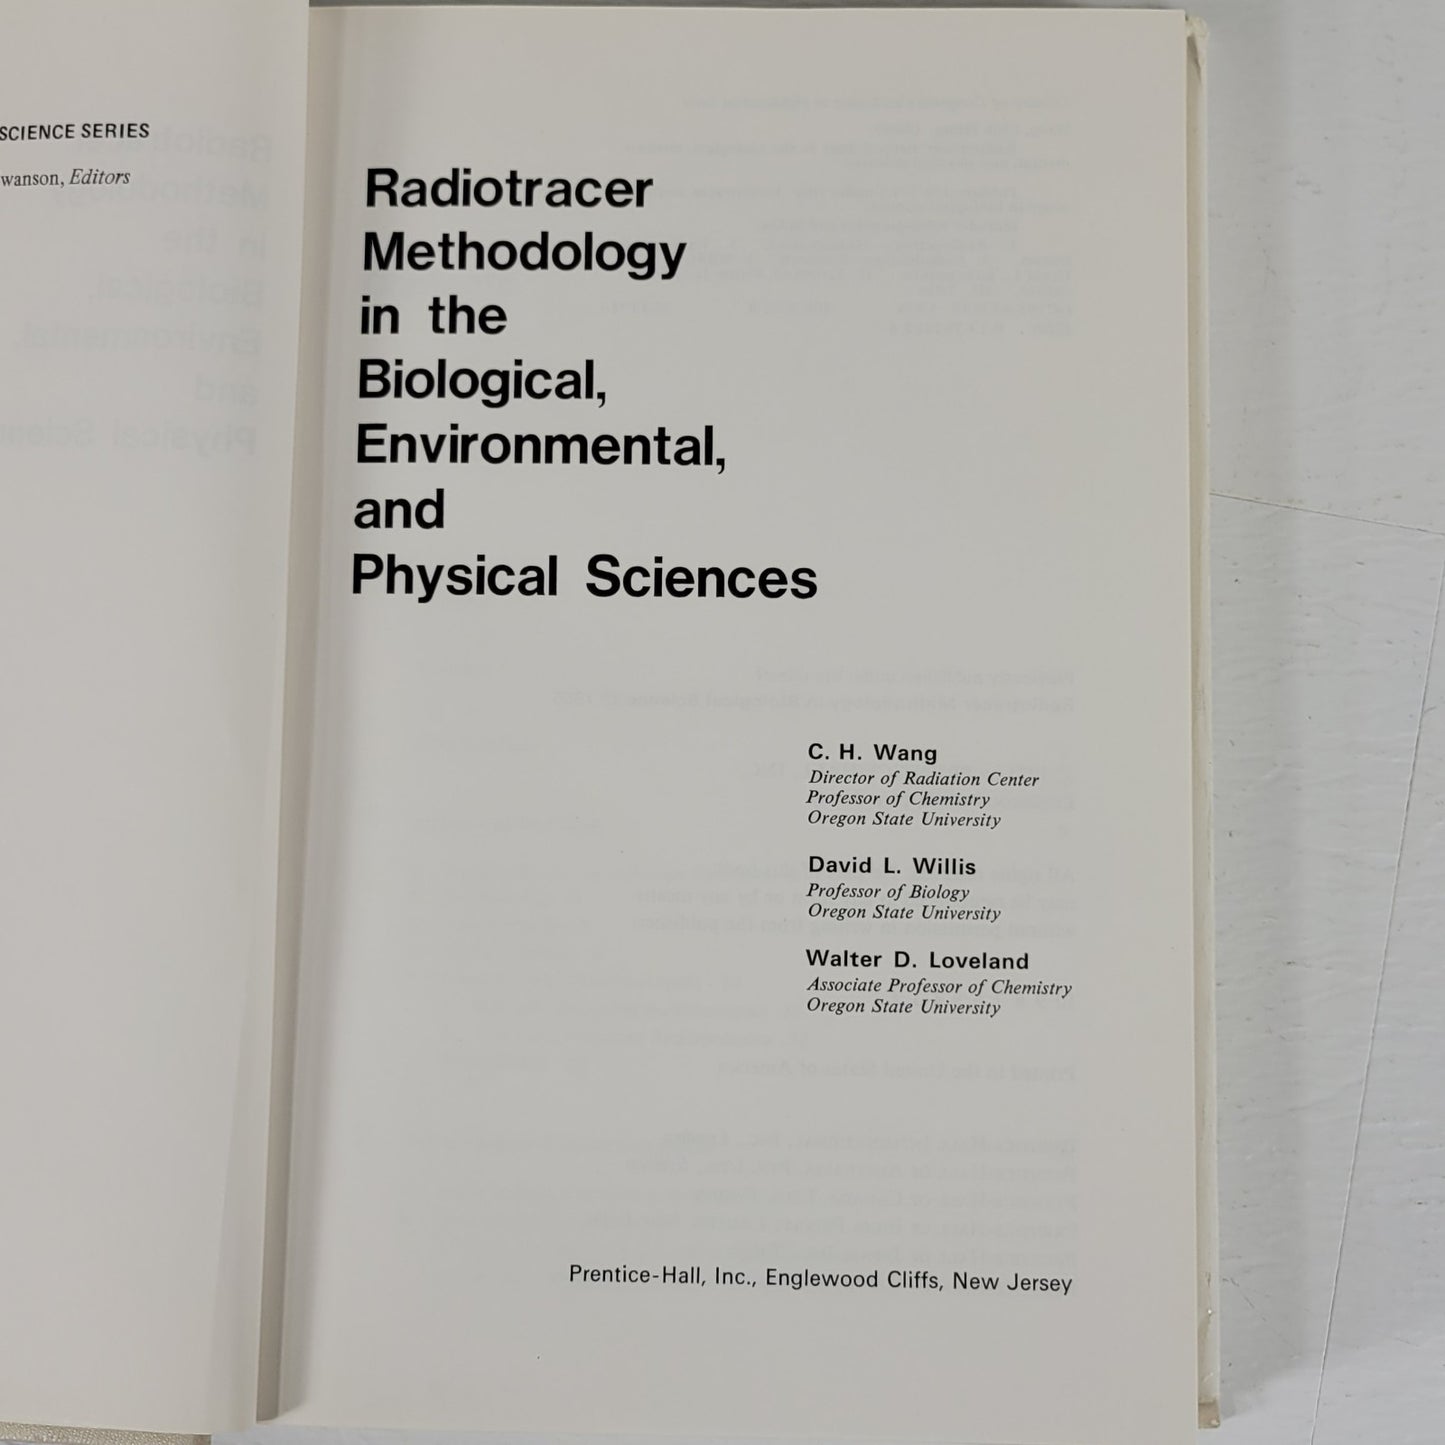 SCIENCE SERIES
wanson, Editors
Radiotracer
Methodology
in the
Biological,
Environmental,
and
Physical Sciences
C. H. Wang
Director of Radiation Center
Professor of Chemistry
Oregon State University
David L. Willis
Professor of Biology
Oregon State University
Walter D. Loveland
Associate Professor of Chemistry
Oregon State University
Prentice-Hall, Inc., Englewood Cliffs, New Jersey